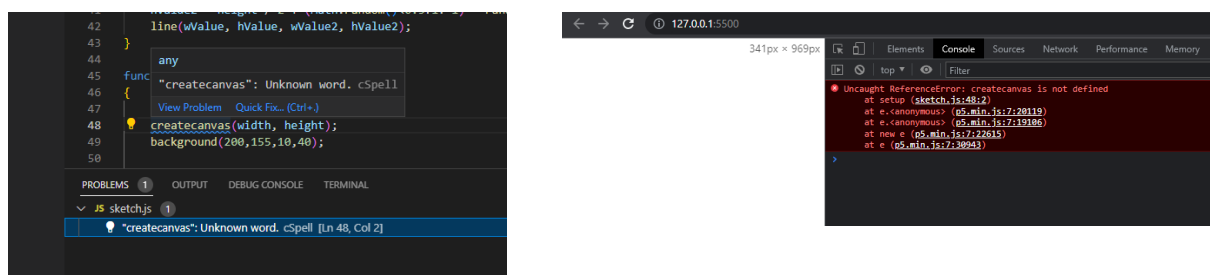 42 line(wValue, hValue, wValue2, hValue2);
43 }
44
any
45 func
"createcanvas": Unknown word. cSpell
46 {
47
View Problem Quick Fix... (Ctrl+.)
48 createcanvas(width, height);
49 background(200,155,10,40);
50
PROBLEMS 1 OUTPUT DEBUG CONSOLE TERMINAL
JS sketch.js 1
"createcanvas": Unknown word. cSpell [Ln 48, Col 2]
127.0.0.1:5500
341px × 969px
Elements Console Sources Network Performance Memory
top Filter
Uncaught ReferenceError: createcanvas is not defined
at setup (sketch.js:48:2)
at e.<anonymous> (p5.min.js:7:20119)
at e.<anonymous> (p5.min.js:7:19106)
at new e (p5.min.js:7:22615)
at e (p5.min.js:7:30943)